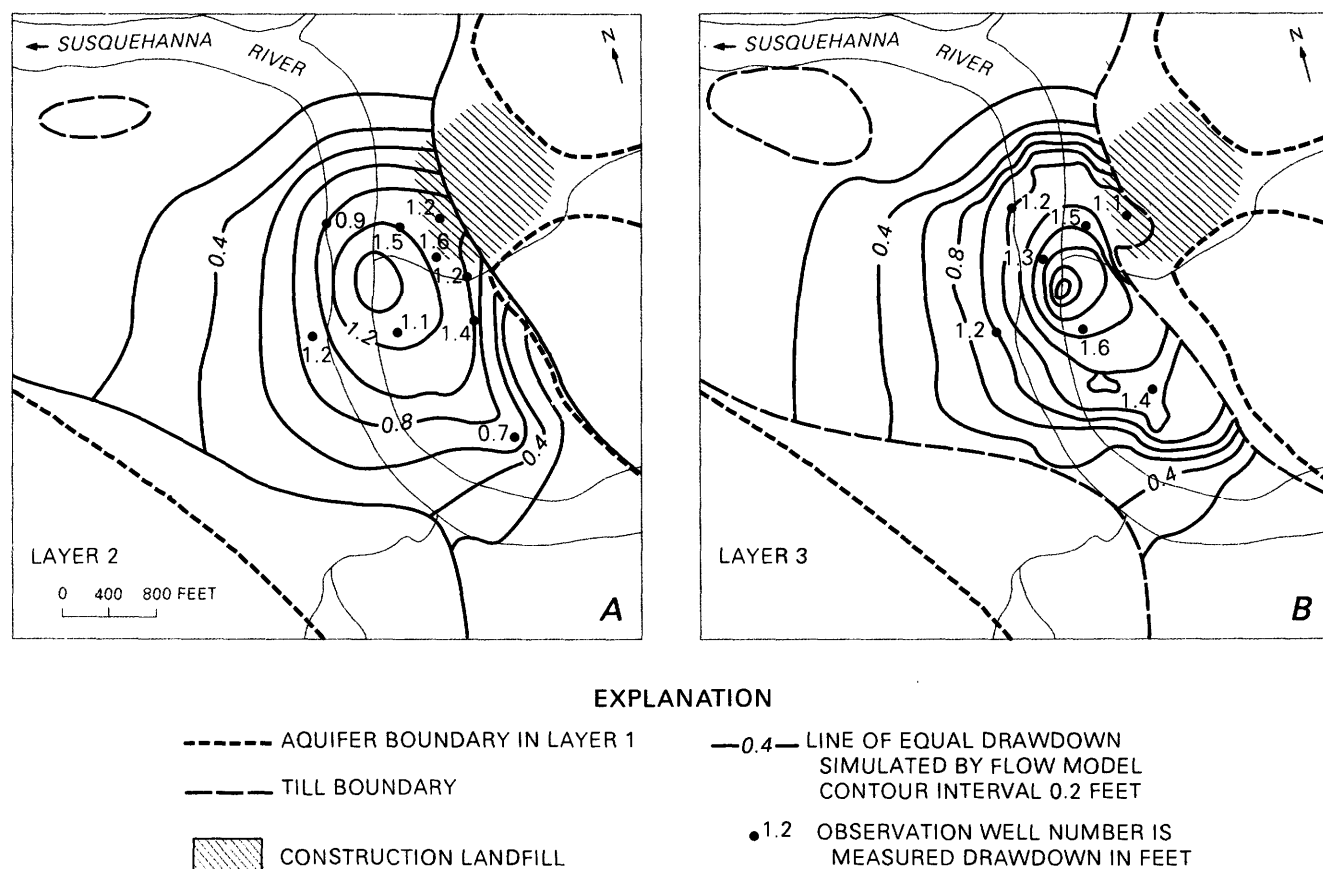 SUSQUEHANNA
RIVER
N
0.4
0.9
1.2
1.5
1.6
1.2
1.2
1.1
1.4
1.2
0.8
0.7
0.4
LAYER 2
0 400 800 FEET
A
SUSQUEHANNA
RIVER
N
0.4
0.8
1.2
1.5
1.1
1.3
1.2
1.6
1.4
0.4
LAYER 3
B
EXPLANATION
AQUIFER BOUNDARY IN LAYER 1
TILL BOUNDARY
CONSTRUCTION LANDFILL
0.4 LINE OF EQUAL DRAWDOWN
SIMULATED BY FLOW MODEL
CONTOUR INTERVAL 0.2 FEET
1.2 OBSERVATION WELL NUMBER IS
MEASURED DRAWDOWN IN FEET